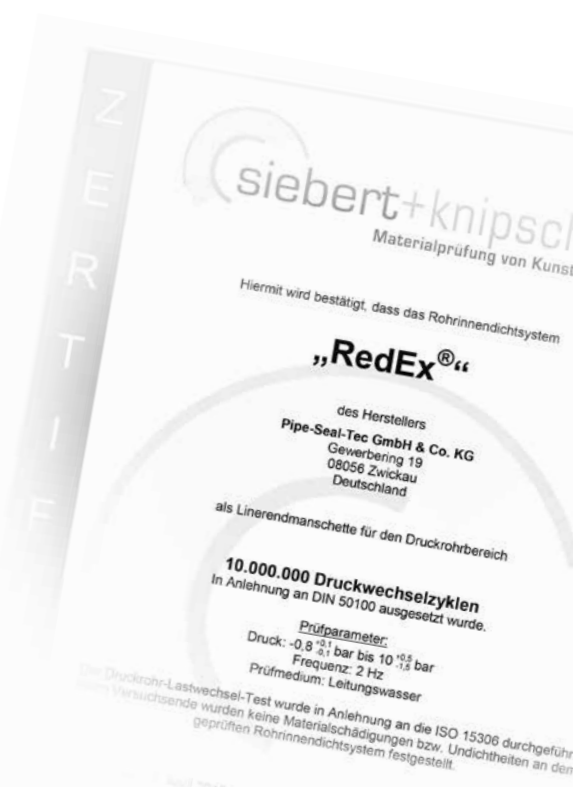 ZERTIF
siebert+knipsch
Materialprüfung von Kunst
Hiermit wird bestätigt, dass das Rohrinnendichtsystem
„RedEx®“
des Herstellers
Pipe-Seal-Tec GmbH & Co. KG
Gewerbering 19
08056 Zwickau
Deutschland
als Linerendmanschette für den Druckrohrbereich
10.000.000 Druckwechselzyklen
In Anlehnung an DIN 50100 ausgesetzt wurde.
Prüfparameter:
Druck: -0,8 +0,1 -0,1 bar bis 10 +0,5 -1,5 bar
Frequenz: 2 Hz
Prüfmedium: Leitungswasser
Der Druckrohr-Lastwechsel-Test wurde in Anlehnung an die ISO 15306 durchgeführ
Versuchsende wurden keine Materialschädigungen bzw. Undichtheiten an dem
geprüften Rohrinnendichtsystem festgestellt.